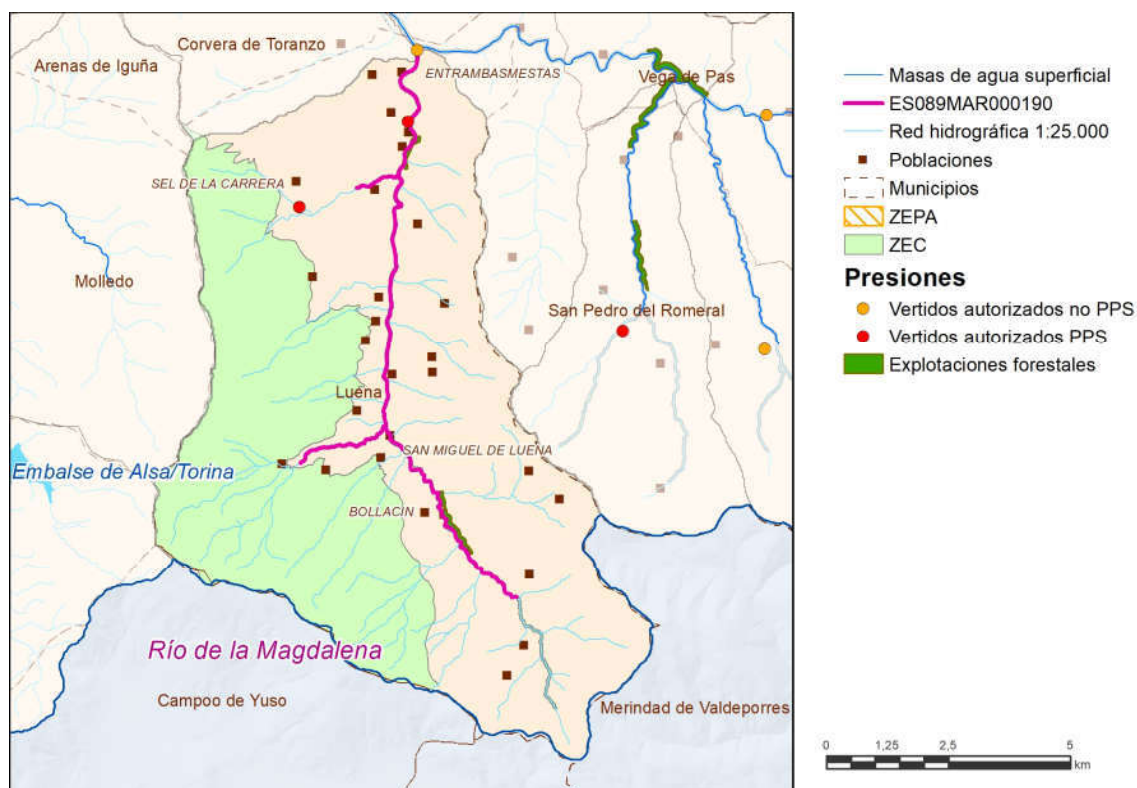 Corvera de Toranzo
Arenas de Iguña
ENTRAMBASMESTAS
Vega de Pas
SEL DE LA CARRERA
Molledo
San Pedro del Romeral
Luena
SAN MIGUEL DE LUENA
Embalse de Alsa/Torina
BOLLACIN
Río de la Magdalena
Campoo de Yuso
Merindad de Valdeporres
Masas de agua superficial
ES089MAR000190
Red hidrográfica 1:25.000
Poblaciones
Municipios
ZEPA
ZEC
Presiones
Vertidos autorizados no PPS
Vertidos autorizados PPS
Explotaciones forestales
0 1,25 2,5 5
km